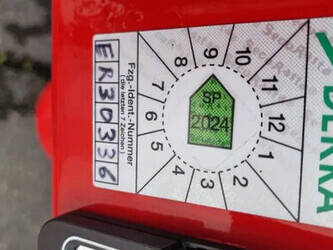 SecuRaff
DEKRA
9
10
11
12
1
2
3
4
5
6
7
8
SP
2024
Fzg.-Ident.-Nummer
(die letzten 7 Zeichen)
ER30336